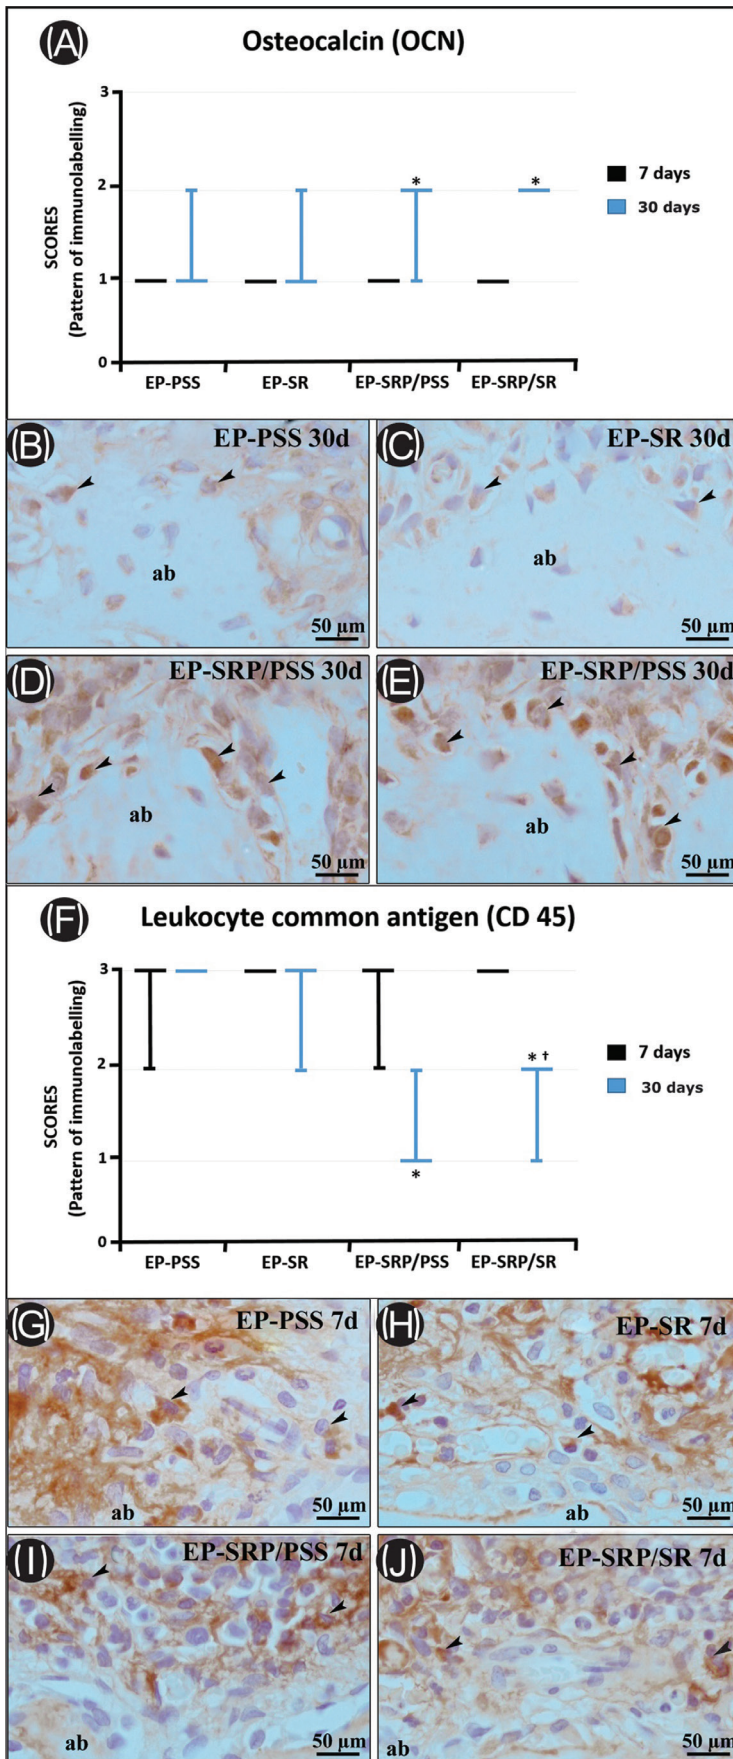 (A)
Osteocalcin (OCN)
SCORES
(Pattern of immunolabelling)
3
2
1
0
* *
7 days
30 days
EP-PSS EP-SR EP-SRP/PSS EP-SRP/SR
(B) EP-PSS 30d
ab
50 µm
(C) EP-SR 30d
ab
50 µm
(D) EP-SRP/PSS 30d
ab
50 µm
(E) EP-SRP/PSS 30d
ab
50 µm
(F)
Leukocyte common antigen (CD 45)
SCORES
(Pattern of immunolabelling)
3
2
1
0
* †
*
7 days
30 days
EP-PSS EP-SR EP-SRP/PSS EP-SRP/SR
(G) EP-PSS 7d
ab
50 µm
(H) EP-SR 7d
ab
50 µm
(I) EP-SRP/PSS 7d
ab
50 µm
(J) EP-SRP/SR 7d
ab
50 µm